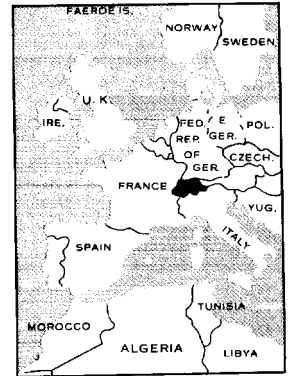 FAEROE IS.
NORWAY
SWEDEN
U. K.
IRE.
FED.
REP.
OF
GER.
E
GER.
POL.
CZECH.
FRANCE
YUG.
ITALY
SPAIN
TUNISIA
MOROCCO
ALGERIA
LIBYA